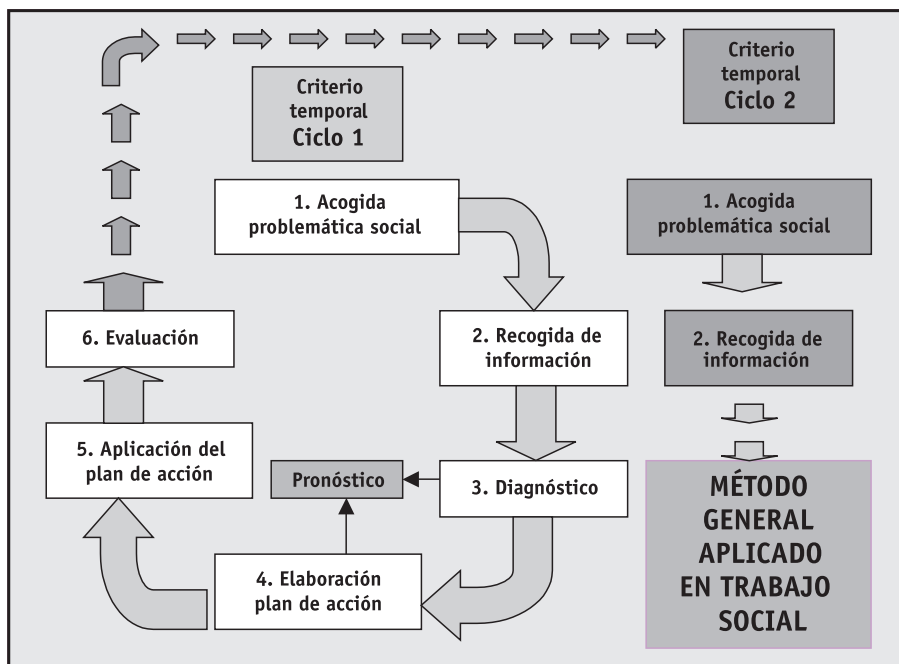 Criterio
temporal
Ciclo 1
Criterio
temporal
Ciclo 2
1. Acogida
problemática social
2. Recogida de
información
3. Diagnóstico
Pronóstico
4. Elaboración
plan de acción
5. Aplicación del
plan de acción
6. Evaluación
1. Acogida
problemática social
2. Recogida de
información
MÉTODO
GENERAL
APLICADO
EN TRABAJO
SOCIAL